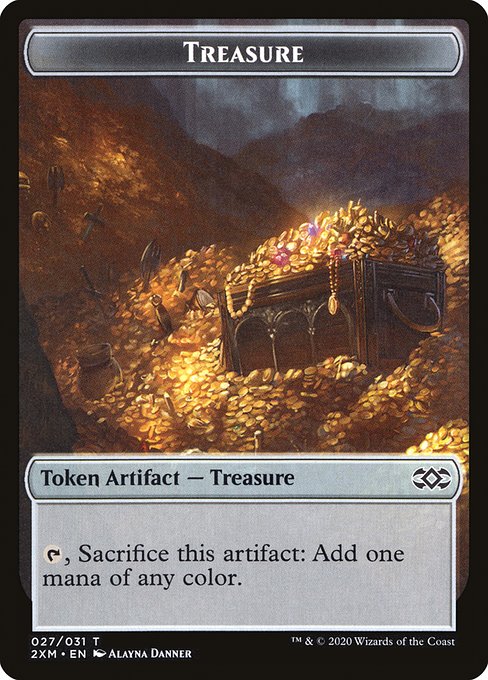 TREASURE
Token Artifact — Treasure
, Sacrifice this artifact: Add one
mana of any color.
027/031 T
2XM • EN ALAYNA DANNER
™ & © 2020 Wizards of the Coast